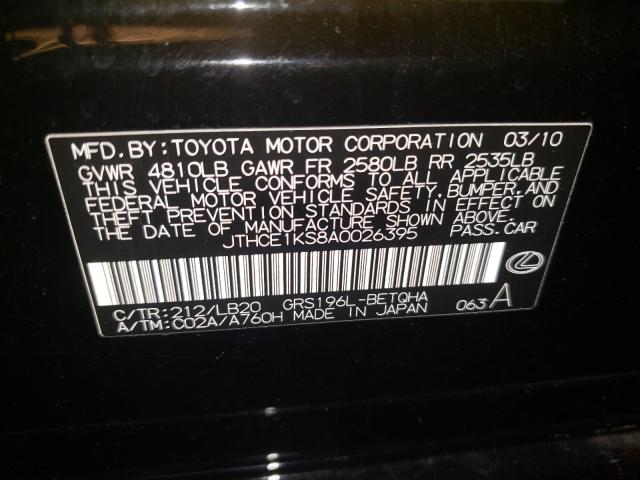 MFD. BY: TOYOTA MOTOR CORPORATION 03/10
GVWR 4810LB GAWR FR 2580LB RR 2535LB
THIS VEHICLE CONFORMS TO ALL APPLICABLE
FEDERAL MOTOR VEHICLE SAFETY, BUMPER, AND
THEFT PREVENTION STANDARDS IN EFFECT ON
THE DATE OF MANUFACTURE SHOWN ABOVE.
JTHCE1KS8A0026395 PASS. CAR
C/TR: 212/LB20 GRS196L-BETQHA
A/TM: C02A/A760H MADE IN JAPAN 063 A